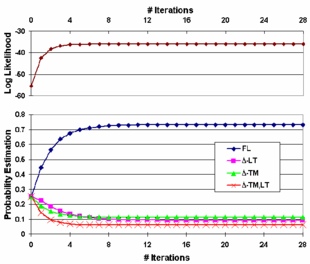 # Iterations
0 4 8 12 16 20 24 28
-30
-40
-50
-60
Log Likelihood
0.8
0.7
0.6
0.5
0.4
0.3
0.2
0.1
0
Probability Estimation
FL
Δ-LT
Δ-TM
Δ-TM,LT
0 4 8 12 16 20 24 28
# Iterations